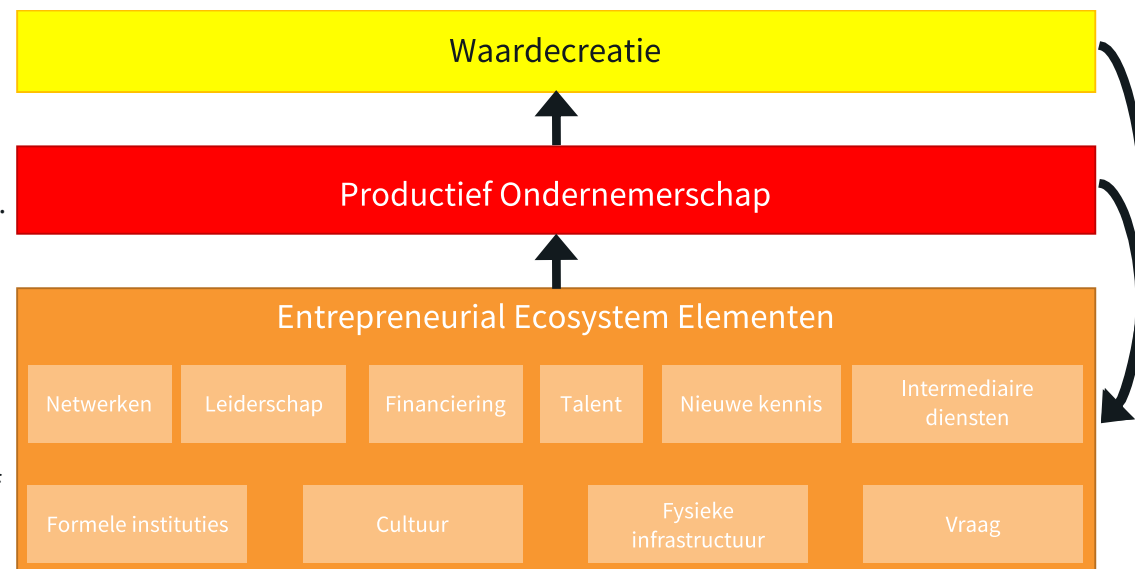 Waardecreatie
Productief Ondernemerschap
.
Entrepreneurial Ecosystem Elementen
Netwerken
Leiderschap
Financiering
Talent
Nieuwe kennis
Intermediaire
diensten
Formele instituties
Cultuur
Fysieke
infrastructuur
Vraag